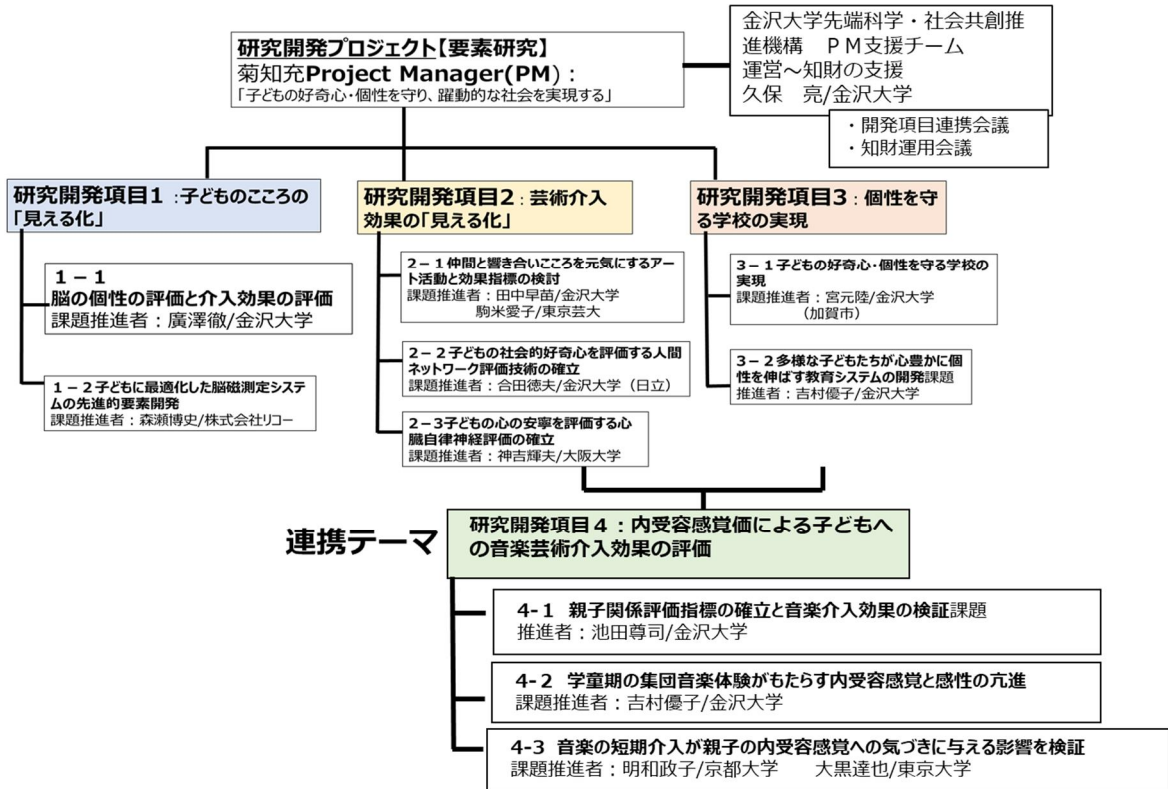 研究開発プロジェクト【要素研究】
菊知充Project Manager(PM)：
「子どもの好奇心・個性を守り、躍動的な社会を実現する」
金沢大学先端科学・社会共創推
進機構　ＰＭ支援チーム
運営～知財の支援
久保　亮/金沢大学
・開発項目連携会議
・知財運用会議
研究開発項目１：子どものこころの
「見える化」
１－１
脳の個性の評価と介入効果の評価
課題推進者：廣澤徹/金沢大学
１－２子どもに最適化した脳磁測定システ
ムの先進的要素開発
課題推進者：森瀬博史/株式会社リコー
研究開発項目２：芸術介入
効果の「見える化」
２－１仲間と響き合いこころを元気にするアー
ト活動と効果指標の検討
課題推進者：田中早苗/金沢大学
駒米愛子/東京芸大
２－２子どもの社会的好奇心を評価する人間
ネットワーク評価技術の確立
課題推進者：合田徳夫/金沢大学（日立）
２－３子どもの心の安寧を評価する心
臓自律神経評価の確立
課題推進者：神吉輝夫/大阪大学
研究開発項目３：個性を守
る学校の実現
３－１子どもの好奇心・個性を守る学校の
実現
課題推進者：宮元陸/金沢大学
（加賀市）
３－２多様な子どもたちが心豊かに個
性を伸ばす教育システムの開発課題
推進者：吉村優子/金沢大学
連携テーマ
研究開発項目４：内受容感覚価による子どもへ
の音楽芸術介入効果の評価
4-１ 親子関係評価指標の確立と音楽介入効果の検証課題
推進者：池田尊司/金沢大学
4-２ 学童期の集団音楽体験がもたらす内受容感覚と感性の亢進
課題推進者：吉村優子/金沢大学
4-3 音楽の短期介入が親子の内受容感覚への気づきに与える影響を検証
課題推進者：明和政子/京都大学　　大黒達也/東京大学